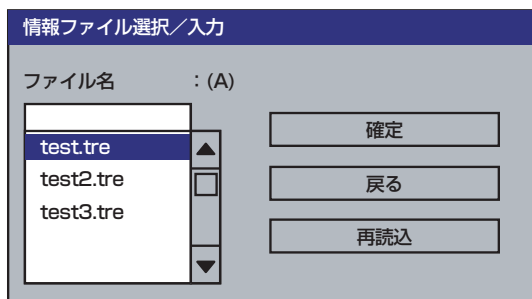 情報ファイル選択／入力
ファイル名 : (A)
test.tre
test2.tre
test3.tre
確定
戻る
再読込